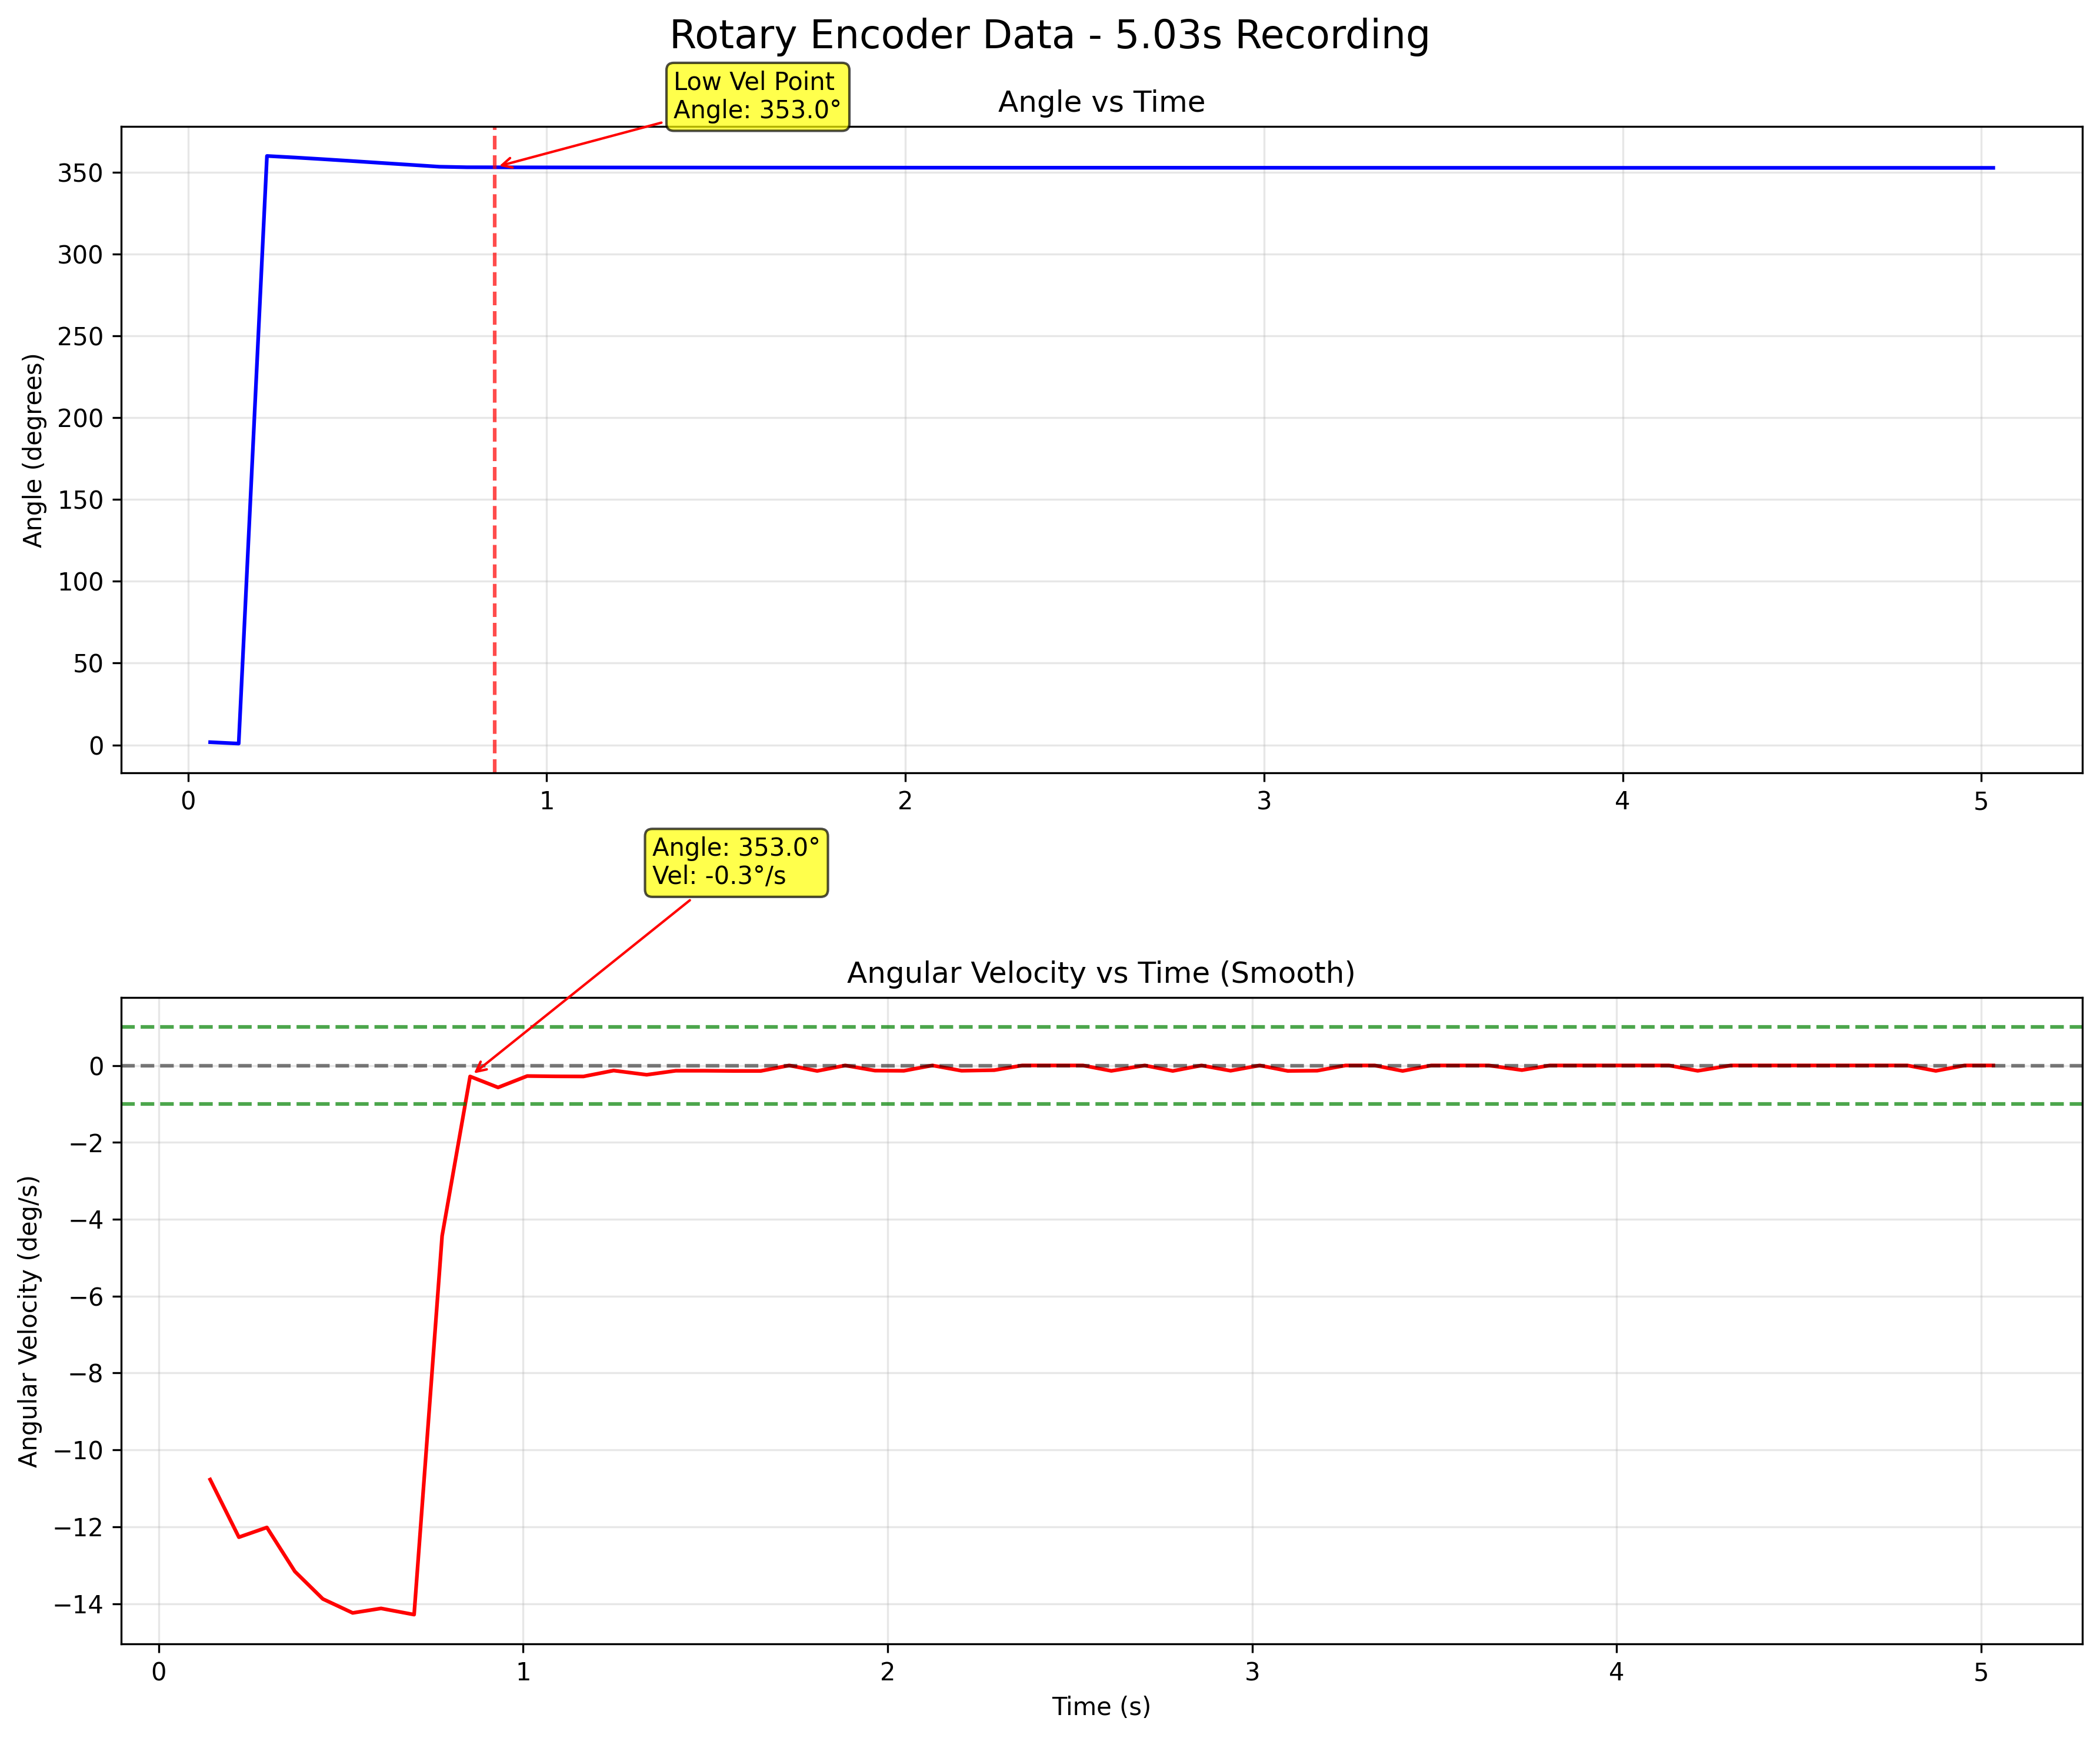 Rotary Encoder Data - 5.03s Recording
Low Vel Point
Angle: 353.0°
Angle vs Time
Angle (degrees)
350
300
250
200
150
100
50
0
0 1 2 3 4 5
Angle: 353.0°
Vel: -0.3°/s
Angular Velocity vs Time (Smooth)
Angular Velocity (deg/s)
0
−2
−4
−6
−8
−10
−12
−14
0 1 2 3 4 5
Time (s)